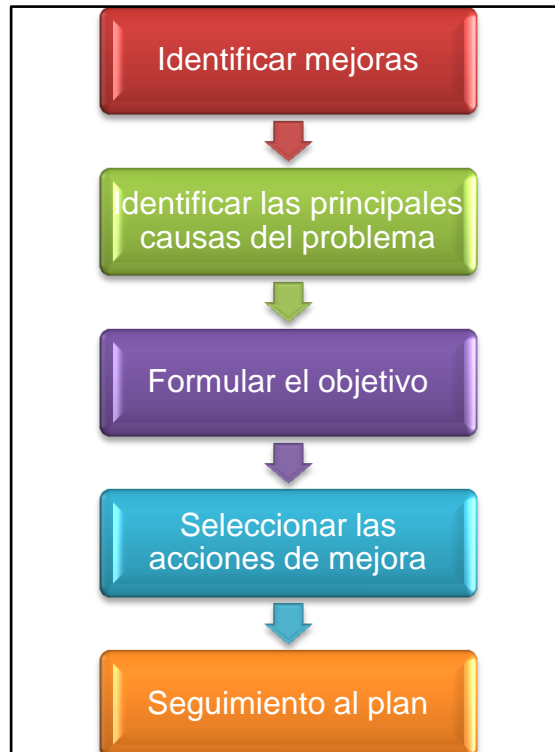 Identificar mejoras
Identificar las principales
causas del problema
Formular el objetivo
Seleccionar las
acciones de mejora
Seguimiento al plan